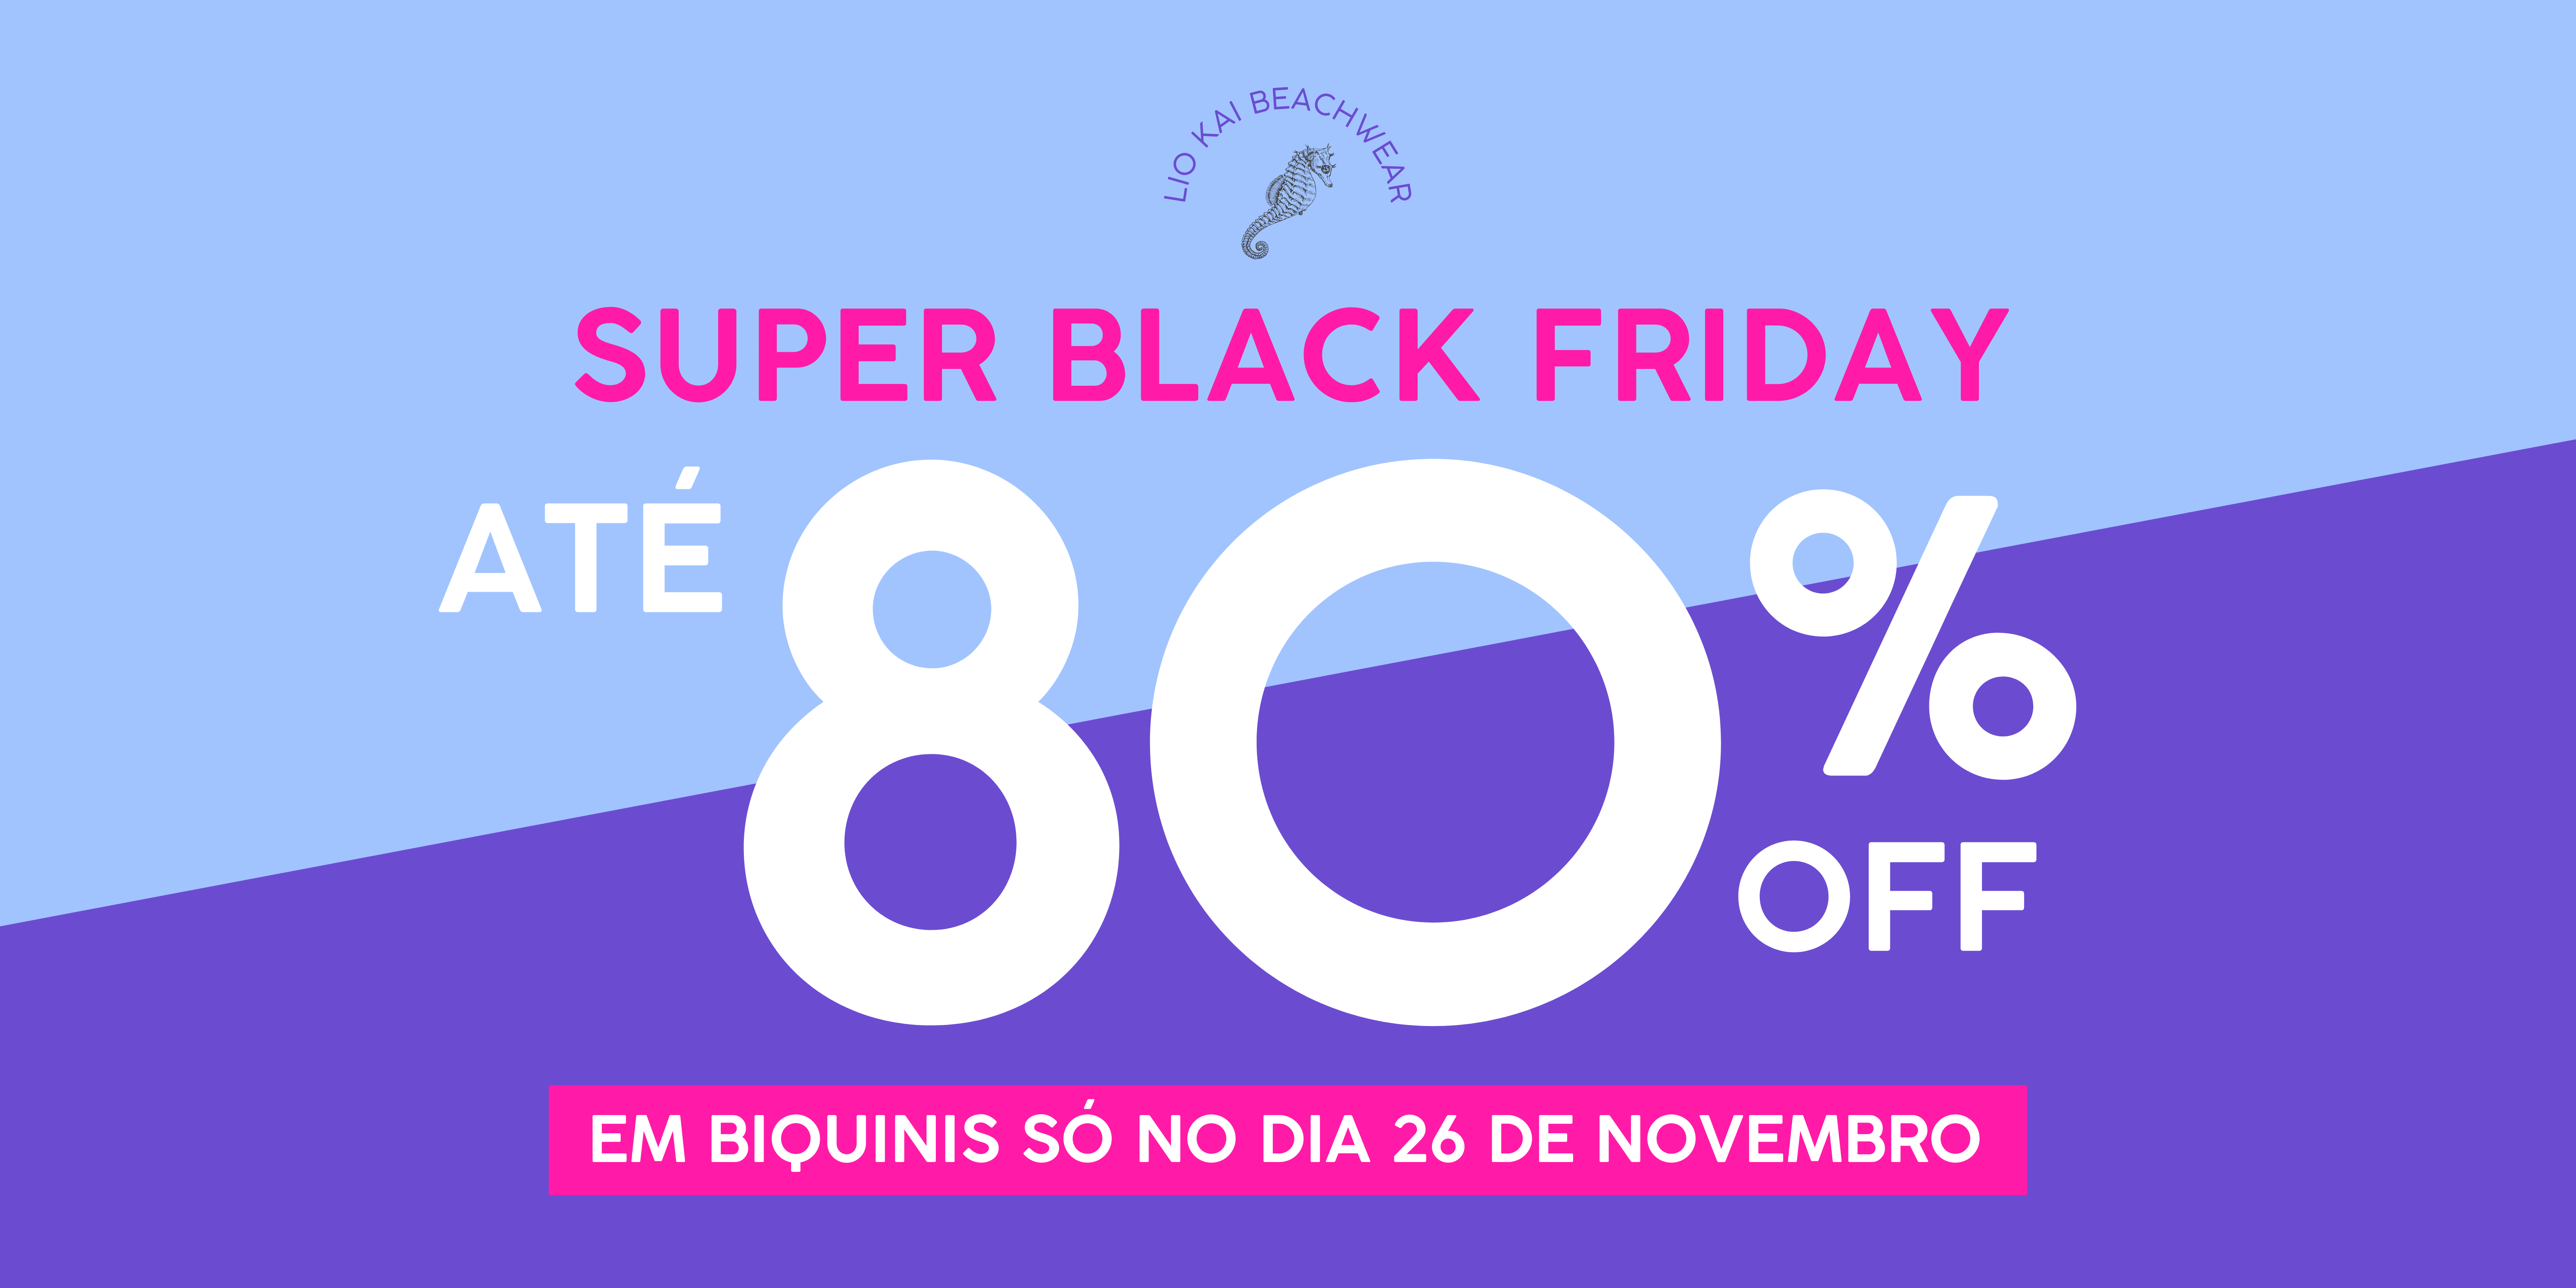 LIO KAI BEACHWEAR
SUPER BLACK FRIDAY
ATÉ 80% OFF
EM BIQUINIS SÓ NO DIA 26 DE NOVEMBRO